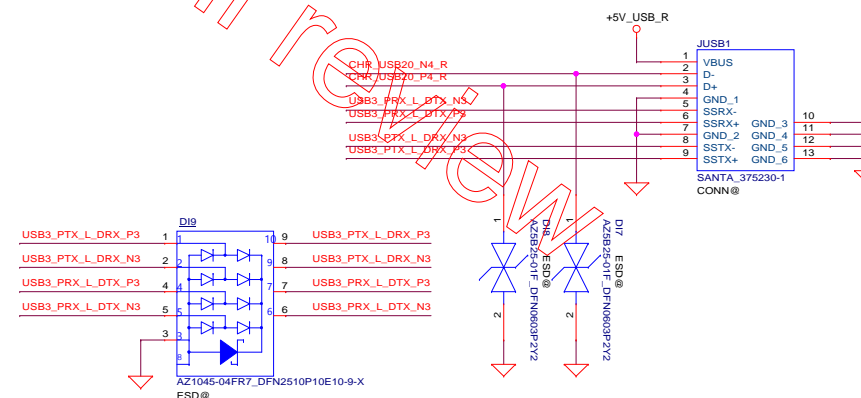 n review
+5V_USB_R
JUSB1
CHR_USB20_N4_R
CHR_USB20_P4_R
USB3_PRX_L_DTX_N3
USB3_PRX_L_DTX_P3
USB3_PTX_L_DRX_N3
USB3_PTX_L_DRX_P3
1 VBUS
2 D-
3 D+
4 GND_1
5 SSRX-
6 SSRX+ GND_3 10
7 GND_2 GND_4 11
8 SSTX- GND_5 12
9 SSTX+ GND_6 13
SANTA_375230-1
CONN@
DI9
USB3_PTX_L_DRX_P3 1 1 10 9 USB3_PTX_L_DRX_P3
USB3_PTX_L_DRX_N3 2 2 9 8 USB3_PTX_L_DRX_N3
USB3_PRX_L_DTX_P3 4 4 7 7 USB3_PRX_L_DTX_P3
USB3_PRX_L_DTX_N3 5 5 6 6 USB3_PRX_L_DTX_N3
3 3
8
AZ1045-04FR7_DFN2510P10E10-9-X
ESD@
1
2
DI8 ESD@
AZ5B25-01F_DFN0603P2Y2
1
2
DI7 ESD@
AZ5B25-01F_DFN0603P2Y2